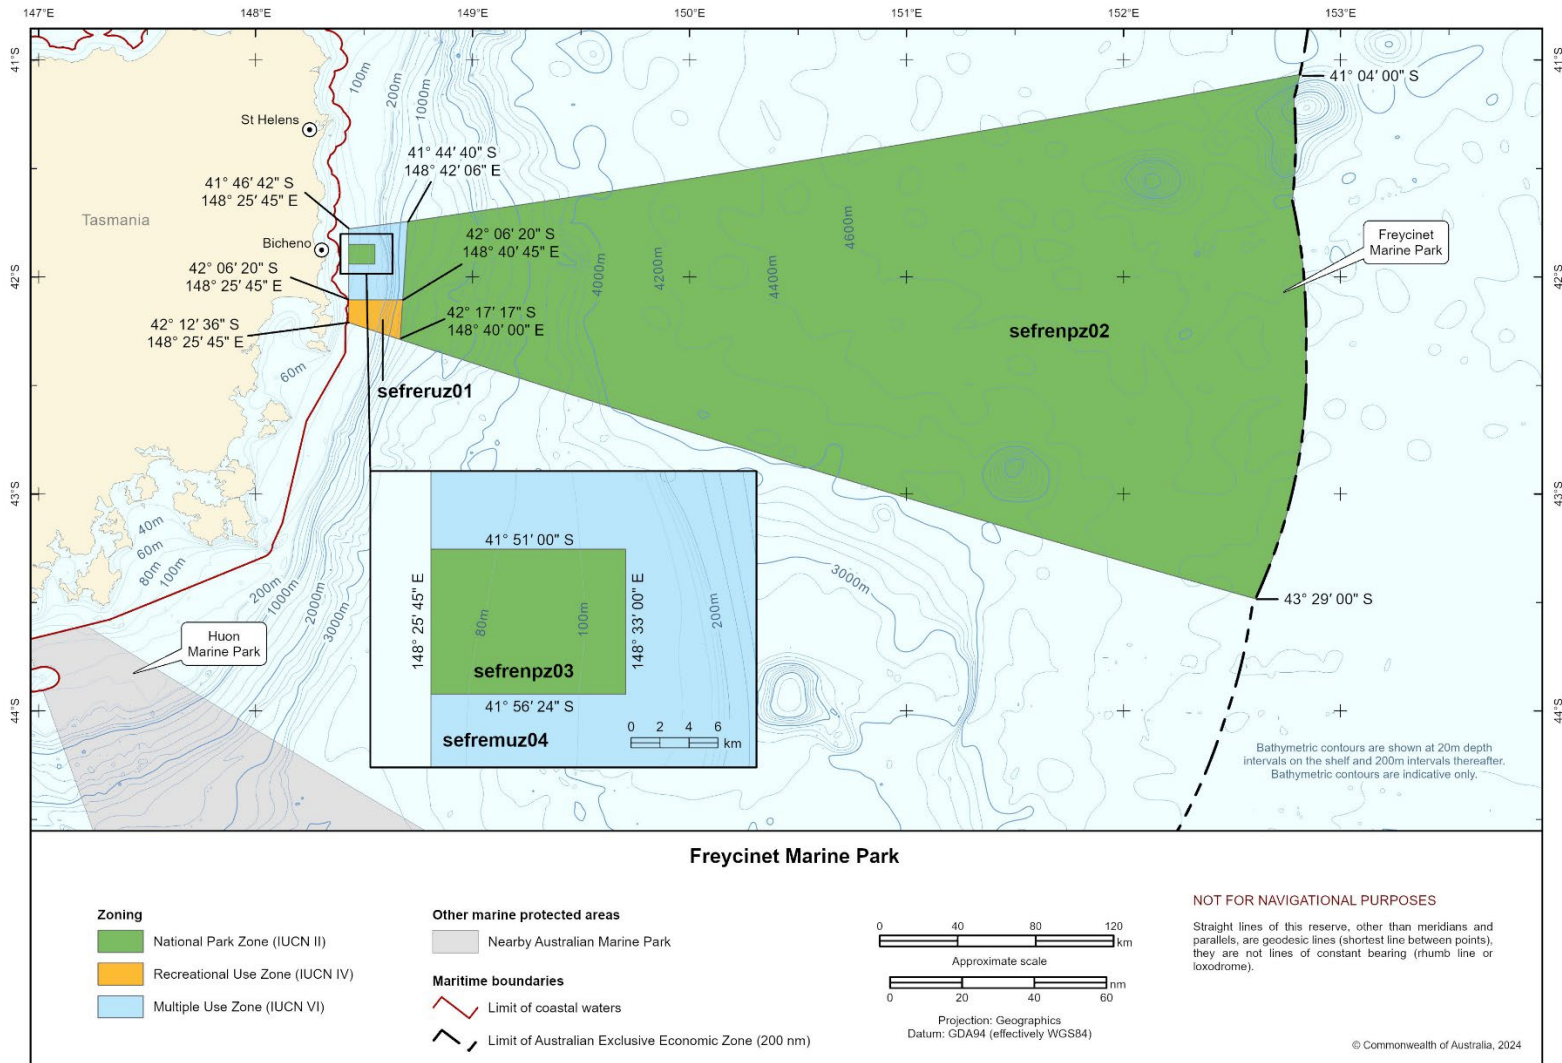 147°E
148°E
149°E
150°E
151°E
152°E
153°E
41°S
41°S
100m
200m
1000m
41° 04′ 00″ S
St Helens
41° 44′ 40″ S
148° 42′ 06″ E
41° 46′ 42″ S
148° 25′ 45″ E
Tasmania
4600m
Freycinet
Marine Park
Bicheno
42° 06′ 20″ S
148° 40′ 45″ E
4000m
4200m
4400m
42°S
42°S
42° 06′ 20″ S
148° 25′ 45″ E
42° 12′ 36″ S
148° 25′ 45″ E
42° 17′ 17″ S
148° 40′ 00″ E
sefrenpz02
60m
sefreruz01
43°S
43°S
40m
60m
80m
100m
200m
1000m
2000m
3000m
3000m
43° 29′ 00″ S
41° 51′ 00″ S
148° 25′ 45″ E
148° 33′ 00″ E
80m
100m
200m
sefrenpz03
41° 56′ 24″ S
sefremuz04
0 2 4 6
km
Huon
Marine Park
44°S
44°S
Bathymetric contours are shown at 20m depth
intervals on the shelf and 200m intervals thereafter.
Bathymetric contours are indicative only.
Freycinet Marine Park
Zoning
National Park Zone (IUCN II)
Recreational Use Zone (IUCN IV)
Multiple Use Zone (IUCN VI)
Other marine protected areas
Nearby Australian Marine Park
Maritime boundaries
Limit of coastal waters
Limit of Australian Exclusive Economic Zone (200 nm)
0 40 80 120
km
Approximate scale
nm
0 20 40 60
Projection: Geographics
Datum: GDA94 (effectively WGS84)
NOT FOR NAVIGATIONAL PURPOSES
Straight lines of this reserve, other than meridians and
parallels, are geodesic lines (shortest line between points),
they are not lines of constant bearing (rhumb line or
loxodrome).
© Commonwealth of Australia, 2024